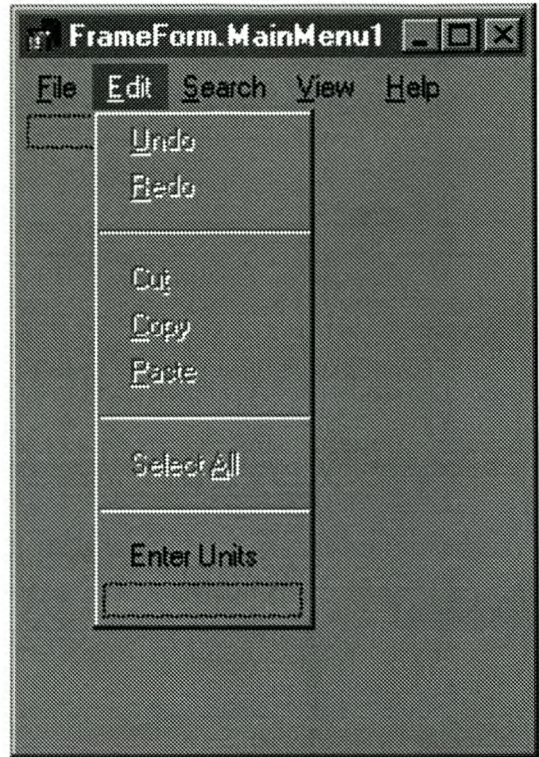 FrameForm.MainMenu1
File Edit Search View Help
Undo
Redo
Cut
Copy
Paste
Select All
Enter Units